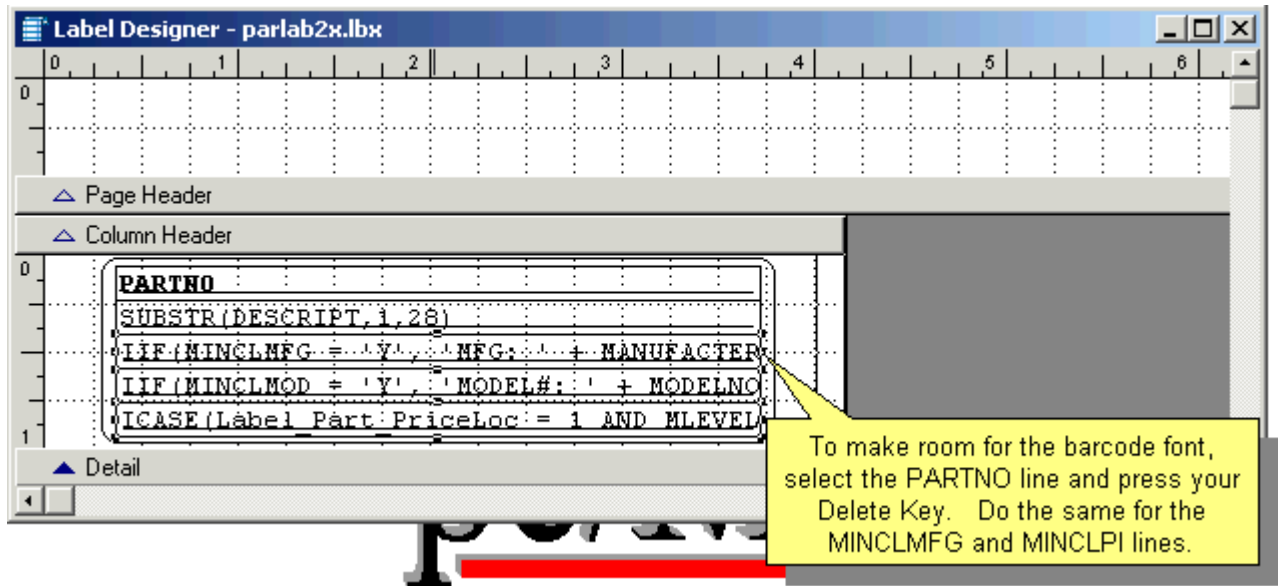 Label Designer - parlab2x.lbx
0 1 2 3 4 5 6
0
Page Header
Column Header
0
PARTNO
SUBSTR(DESCRIPT,1,28)
IIF(MINCLMFG = 'Y', 'MFG: ' + MANUFACTER
IIF(MINCLMOD = 'Y', 'MODEL#: ' + MODELNO
ICASE(Label_Part_PriceLoc = 1 AND MLEVEL
1
Detail
To make room for the barcode font,
select the PARTNO line and press your
Delete Key. Do the same for the
MINCLMFG and MINCLPI lines.